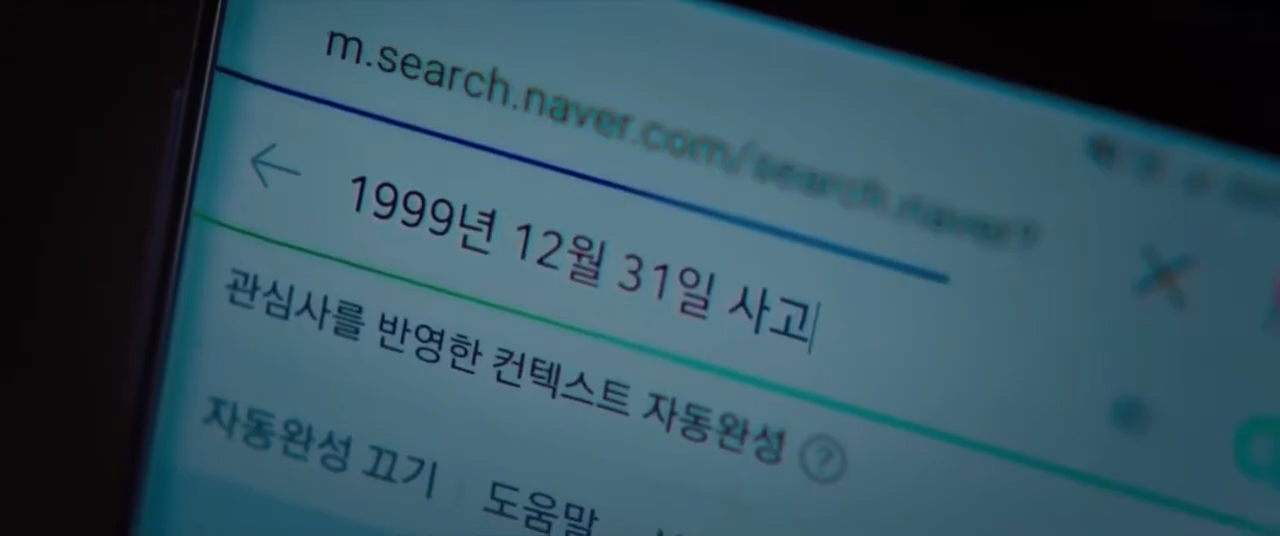 m.search.naver.com/search.naver?
1999년 12월 31일 사고
관심사를 반영한 컨텍스트 자동완성
자동완성 끄기 도움말